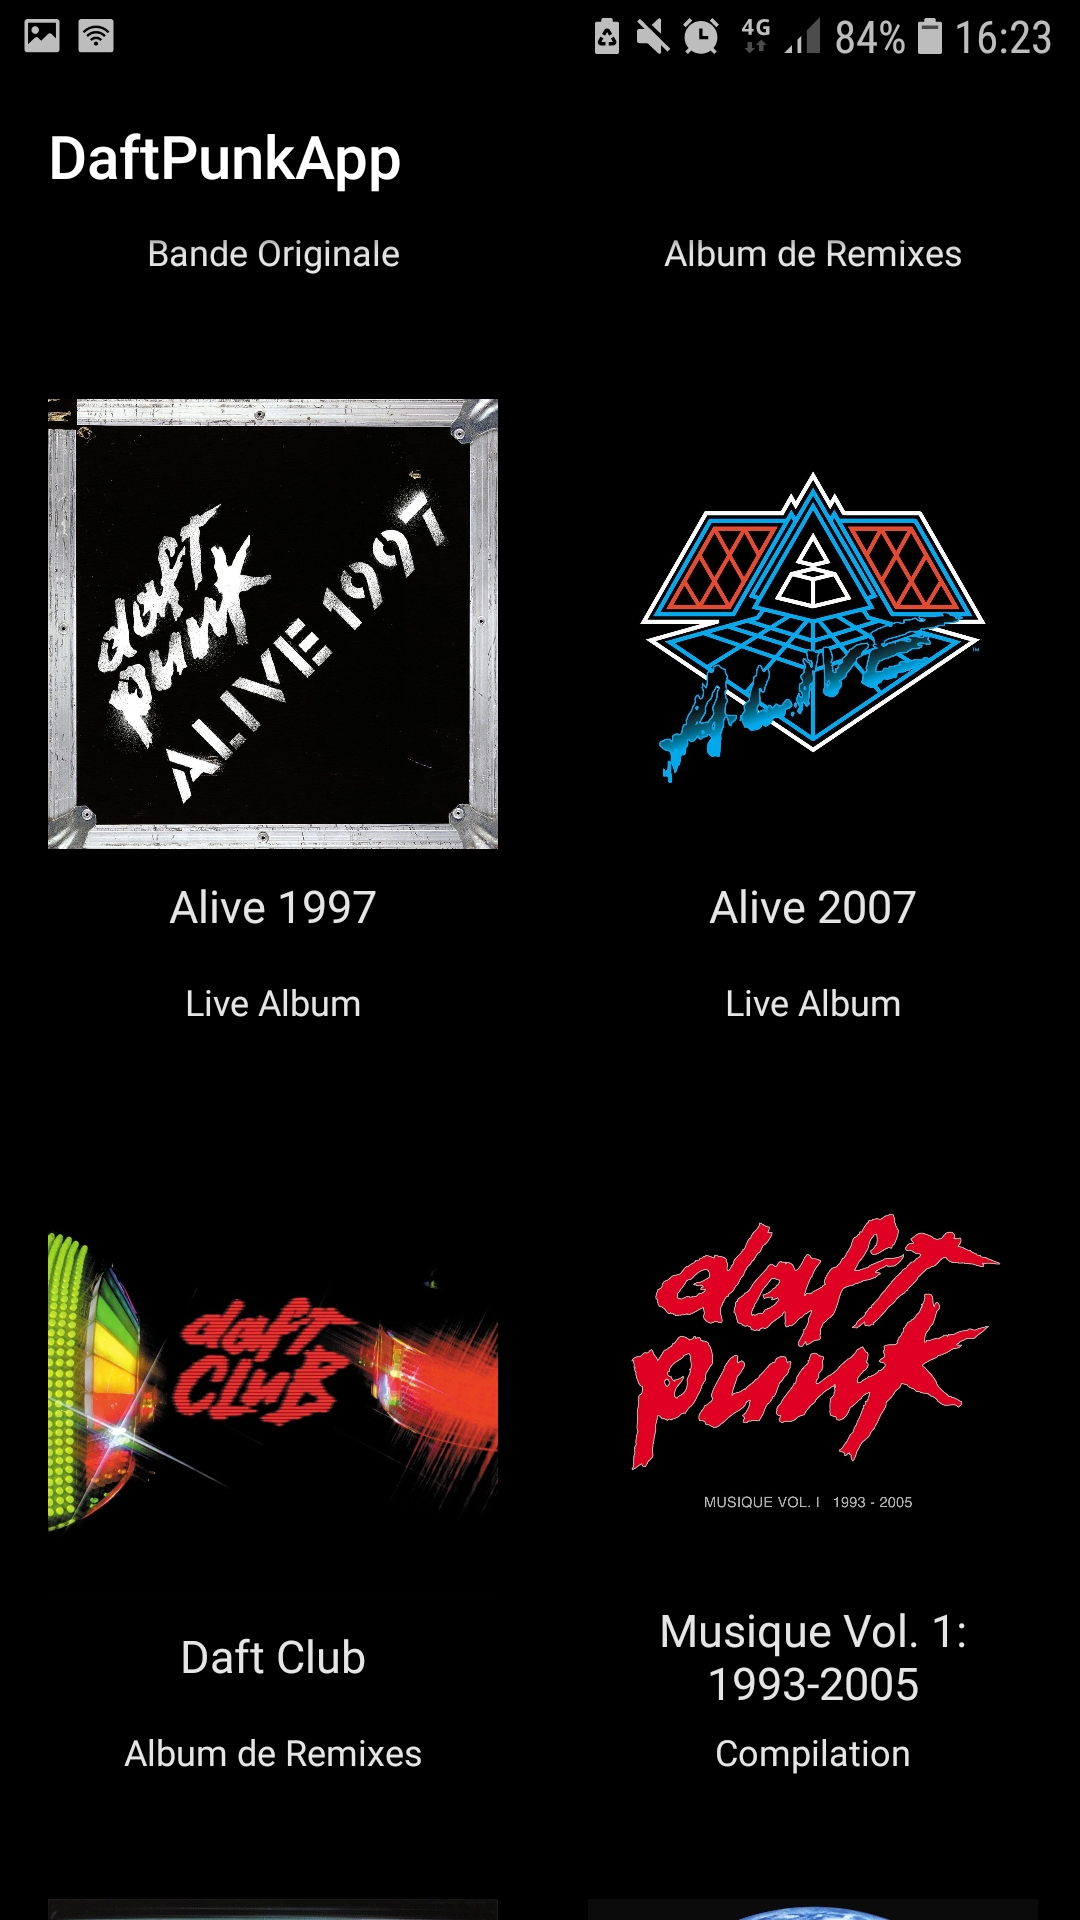 4G 84% 16:23
DaftPunkApp
Bande Originale
Album de Remixes
daft
punk
ALIVE 1997
ALIVE
TM
Alive 1997
Alive 2007
Live Album
Live Album
daft
CLUB
daft
punk
MUSIQUE VOL. I 1993 - 2005
Daft Club
Musique Vol. 1:
1993-2005
Album de Remixes
Compilation